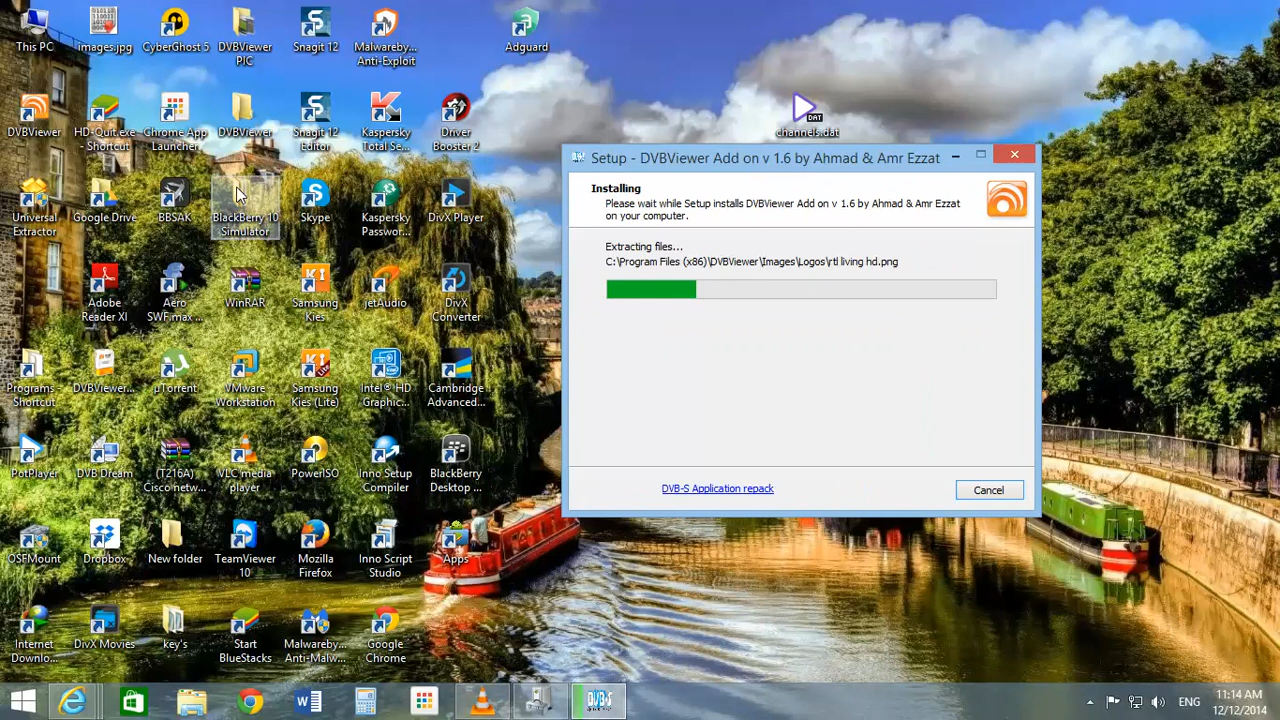 This PC
images.jpg
CyberGhost 5
DVBViewer
PIC
Snagit 12
Malwareby...
Anti-Exploit
Adguard
DVBViewer
HD-Quit.exe
- Shortcut
Chrome App
Launcher
DVBViewer
Snagit 12
Editor
Kaspersky
Total Se...
Driver
Booster 2
DAT
channels.dat
Universal
Extractor
Google Drive
BBSAK
BlackBerry 10
Simulator
Skype
Kaspersky
Passwor...
DivX Player
Adobe
Reader XI
Aero
SWF.max ...
WinRAR
Samsung
Kies
jetAudio
DivX
Converter
Programs -
Shortcut
DVBViewer...
µTorrent
VMware
Workstation
Samsung
Kies (Lite)
Intel® HD
Graphic...
Cambridge
Advanced...
PotPlayer
DVB Dream
(T216A)
Cisco netw...
VLC media
player
PowerISO
Inno Setup
Compiler
BlackBerry
Desktop ...
OSFMount
Dropbox
New folder
TeamViewer
10
Mozilla
Firefox
Inno Script
Studio
Apps
Internet
Downlo...
DivX Movies
key's
Start
BlueStacks
Malwareby...
Anti-Malw...
Google
Chrome
Setup - DVBViewer Add on v 1.6 by Ahmad & Amr Ezzat
Installing
Please wait while Setup installs DVBViewer Add on v 1.6 by Ahmad & Amr Ezzat
on your computer.
Extracting files...
C:\Program Files (x86)\DVBViewer\Images\Logos\rtl living hd.png
DVB-S Application repack
Cancel
DVB-S
ENG
11:14 AM
12/12/2014